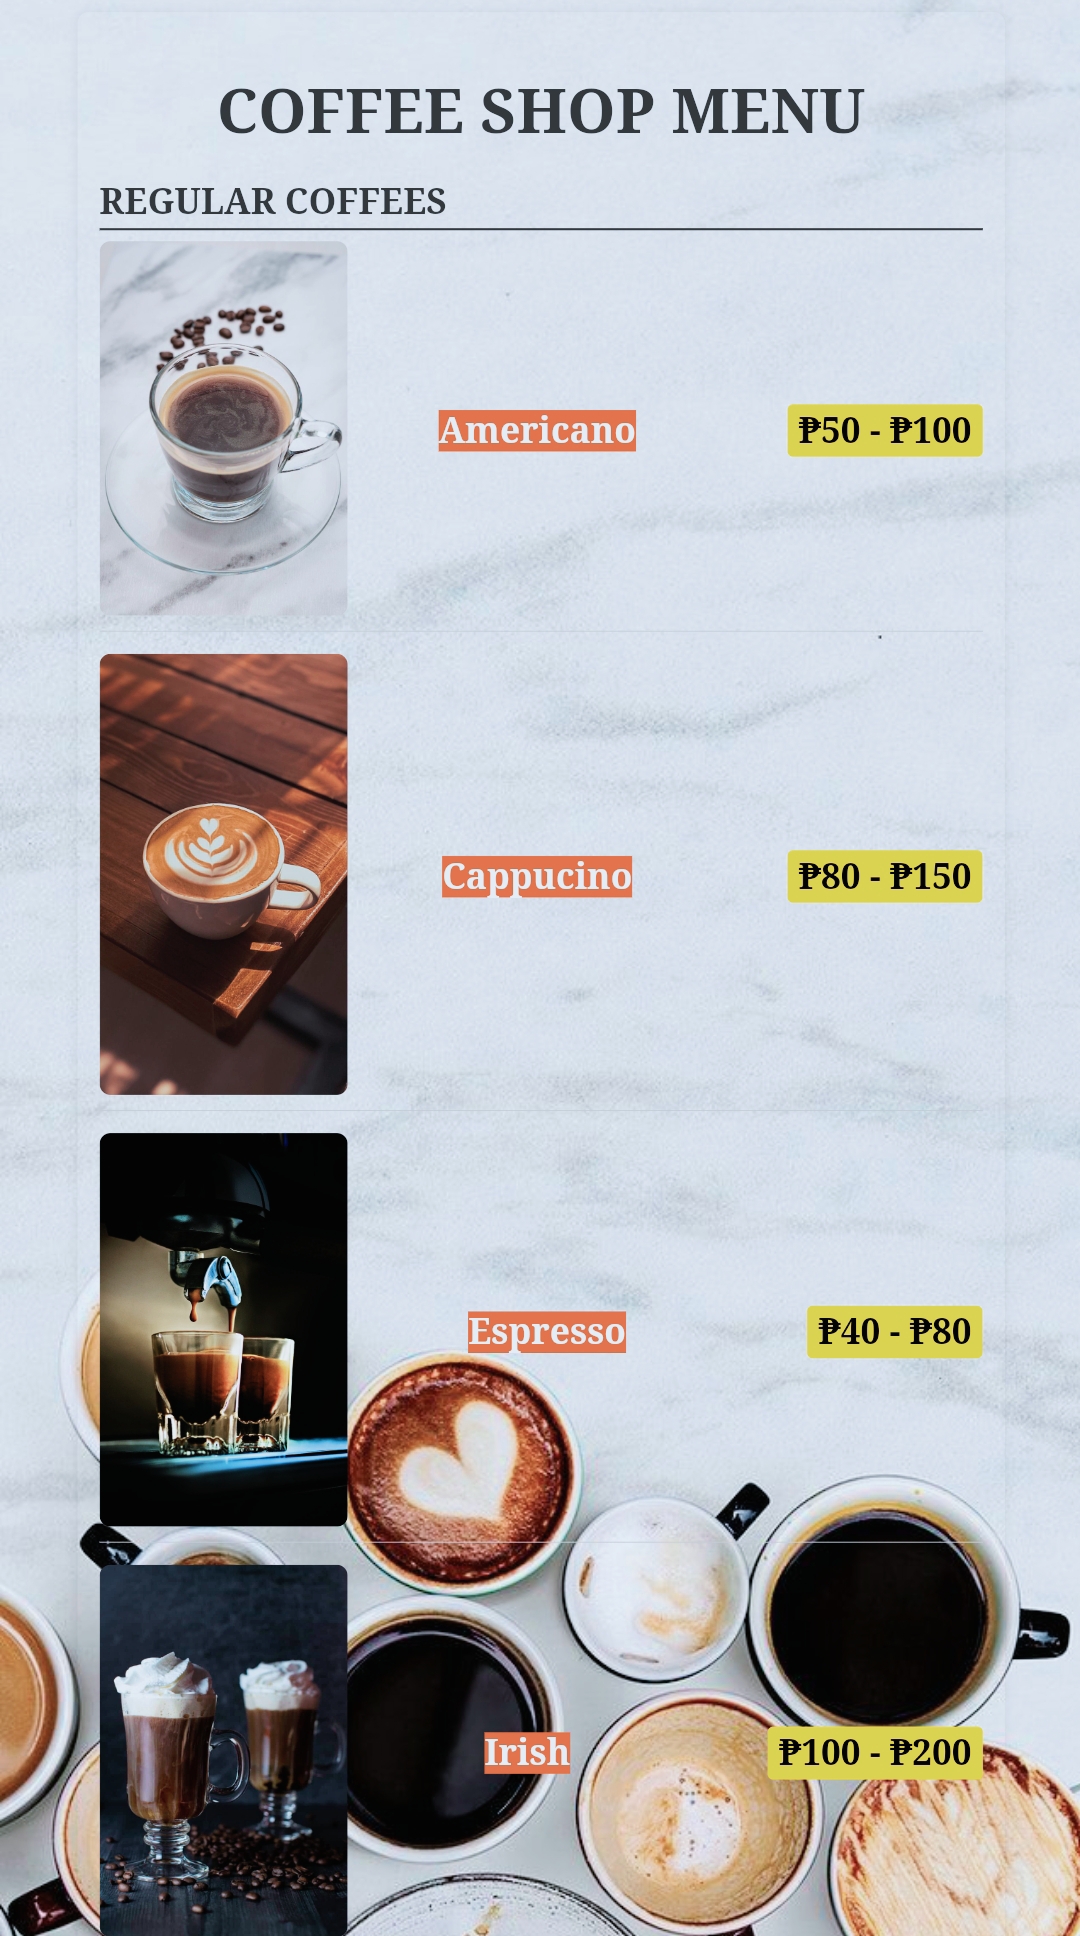 COFFEE SHOP MENU
REGULAR COFFEES
Americano ₱50 - ₱100
Cappucino ₱80 - ₱150
Espresso ₱40 - ₱80
Irish ₱100 - ₱200